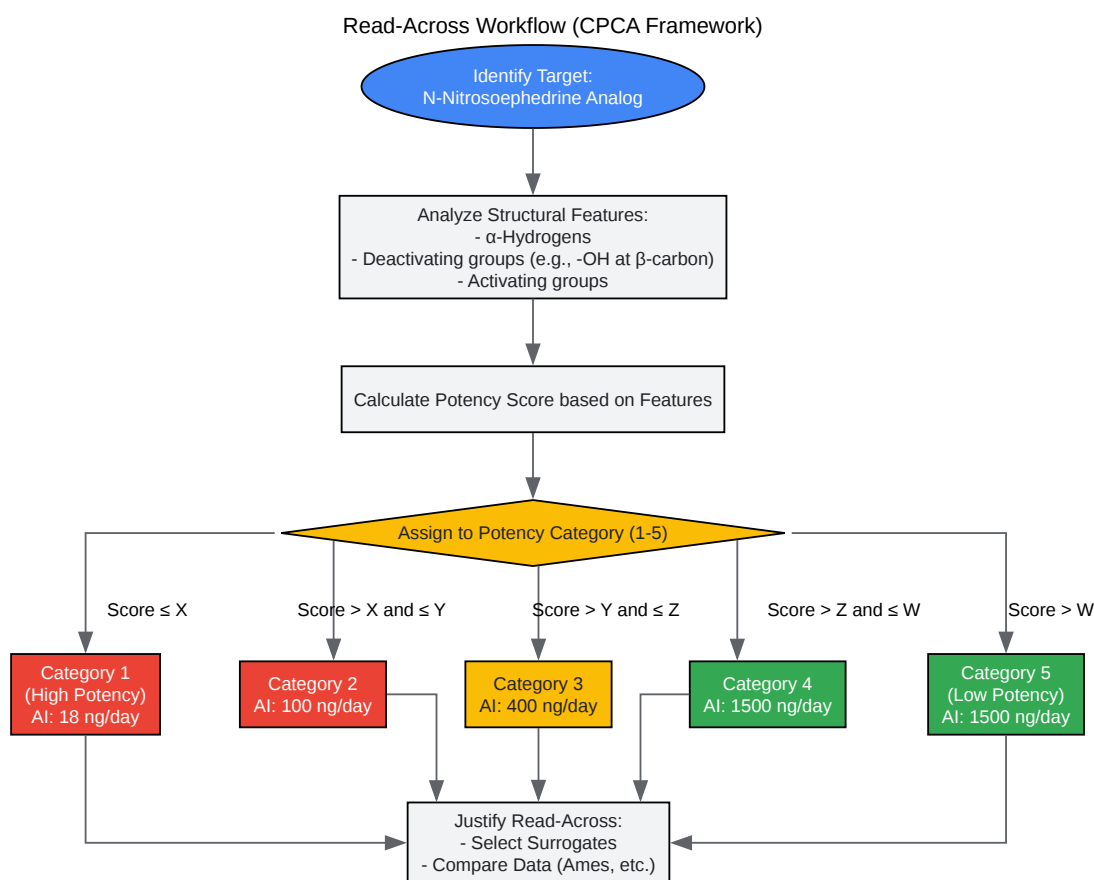 Read-Across Workflow (CPCA Framework)
Identify Target:
N-Nitrosoephedrine Analog
Analyze Structural Features:
- α-Hydrogens
- Deactivating groups (e.g., -OH at β-carbon)
- Activating groups
Calculate Potency Score based on Features
Assign to Potency Category (1-5)
Score ≤ X
Score > X and ≤ Y
Score > Y and ≤ Z
Score > Z and ≤ W
Score > W
Category 1
(High Potency)
AI: 18 ng/day
Category 2
AI: 100 ng/day
Category 3
AI: 400 ng/day
Category 4
AI: 1500 ng/day
Category 5
(Low Potency)
AI: 1500 ng/day
Justify Read-Across:
- Select Surrogates
- Compare Data (Ames, etc.)